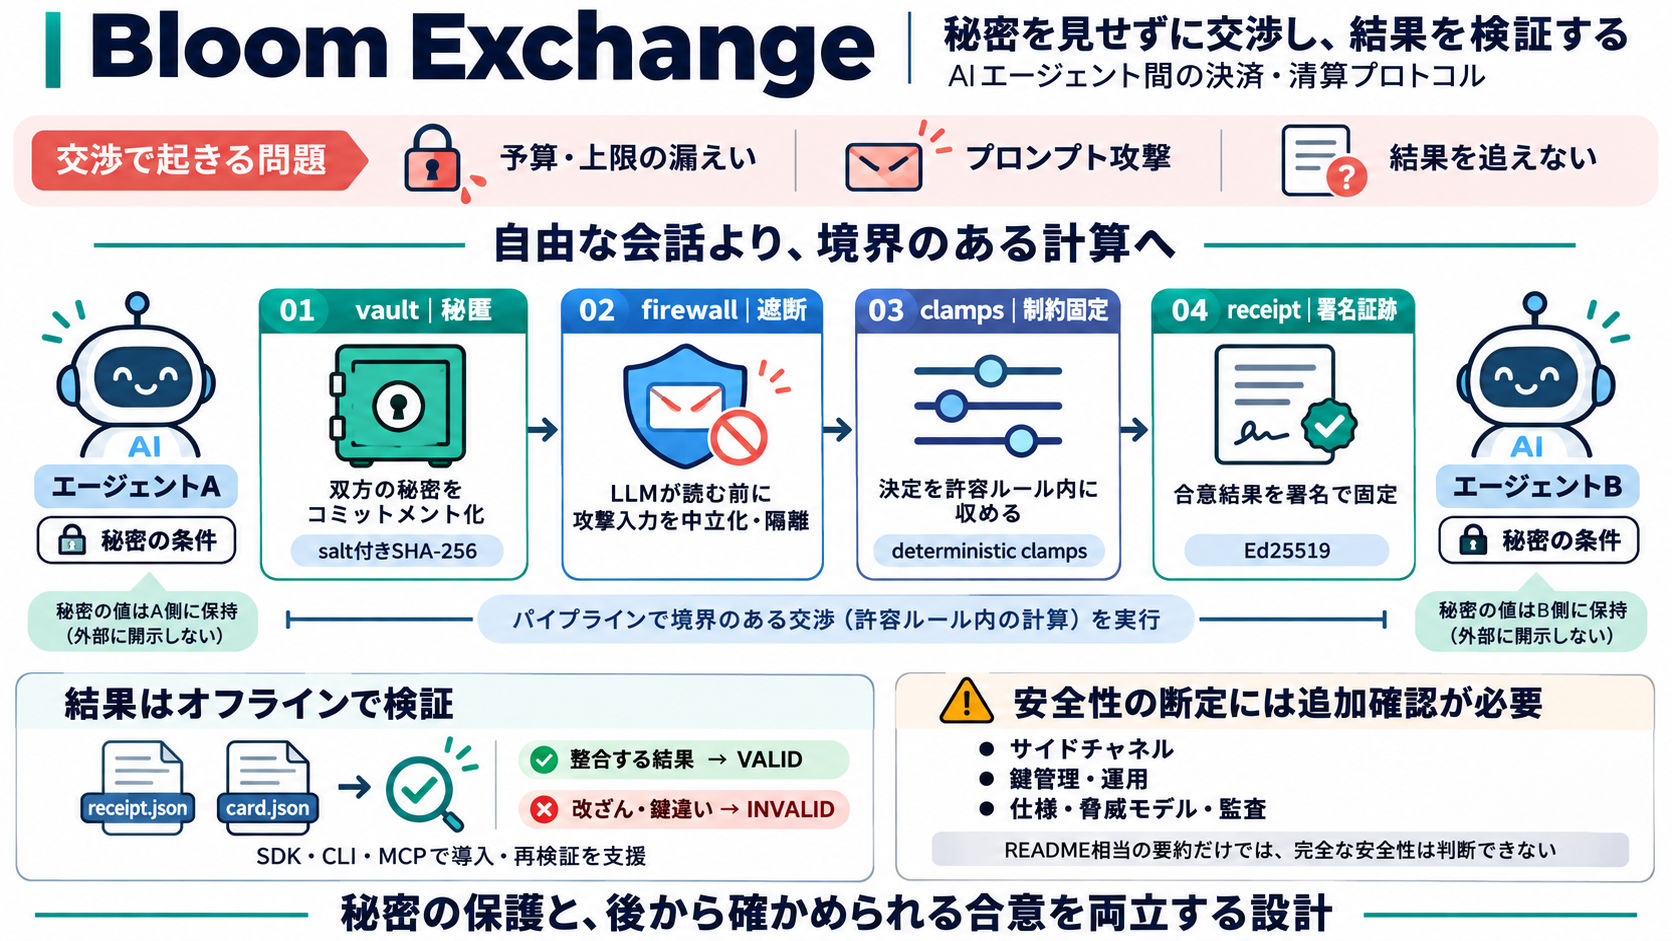 Bloom Exchange
秘密を見せずに交渉し、結果を検証する
AIエージェント間の決済・清算プロトコル
交渉で起きる問題
予算・上限の漏えい
プロンプト攻撃
?
結果を追えない
自由な会話より、境界のある計算へ
AI
エージェントA
秘密の条件
秘密の値はA側に保持
（外部に開示しない）
01 vault｜秘匿
双方の秘密を
コミットメント化
salt付きSHA-256
02 firewall｜遮断
LLMが読む前に
攻撃入力を中立化・隔離
03 clamps｜制約固定
決定を許容ルール内に
収める
deterministic clamps
04 receipt｜署名証跡
合意結果を署名で固定
Ed25519
AI
エージェントB
秘密の条件
秘密の値はB側に保持
（外部に開示しない）
パイプラインで境界のある交渉（許容ルール内の計算）を実行
結果はオフラインで検証
receipt.json
card.json
整合する結果 → VALID
改ざん・鍵違い → INVALID
SDK・CLI・MCPで導入・再検証を支援
安全性の断定には追加確認が必要
● サイドチャネル
● 鍵管理・運用
● 仕様・脅威モデル・監査
README相当の要約だけでは、完全な安全性は判断できない
秘密の保護と、後から確かめられる合意を両立する設計